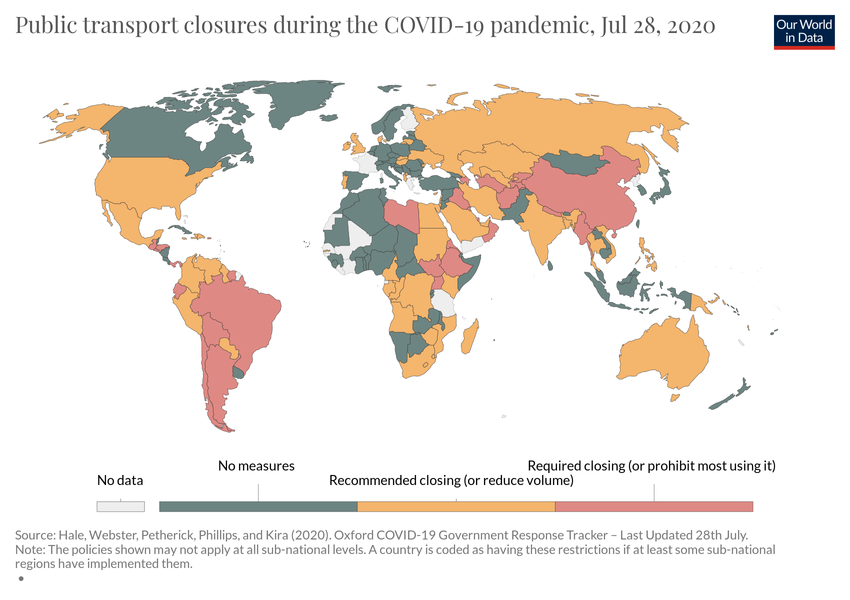 Public transport closures during the COVID-19 pandemic, Jul 28, 2020
Our World
in Data
No data
No measures
Recommended closing (or reduce volume)
Required closing (or prohibit most using it)
Source: Hale, Webster, Petherick, Phillips, and Kira (2020). Oxford COVID-19 Government Response Tracker – Last Updated 28th July.
Note: The policies shown may not apply at all sub-national levels. A country is coded as having these restrictions if at least some sub-national
regions have implemented them.